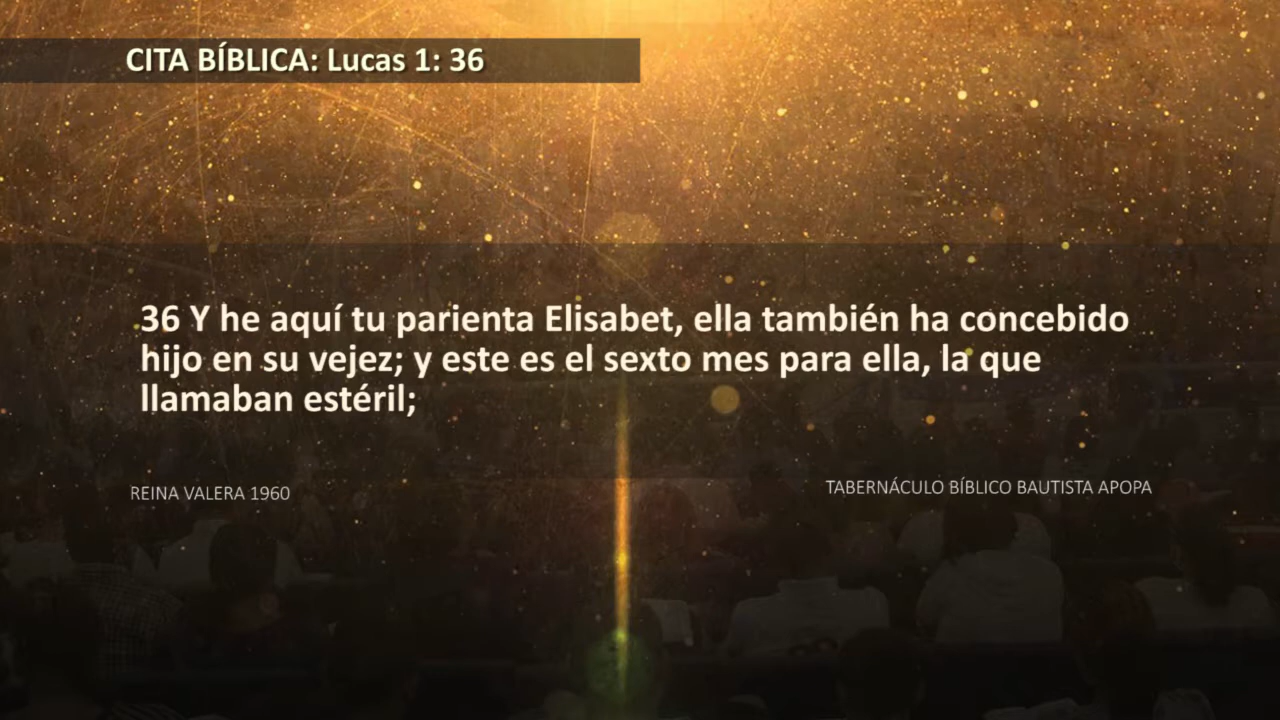 CITA BÍBLICA: Lucas 1: 36
36 Y he aquí tu parienta Elisabet, ella también ha concebido
hijo en su vejez; y este es el sexto mes para ella, la que
llamaban estéril;
REINA VALERA 1960
TABERNÁCULO BÍBLICO BAUTISTA APOPA